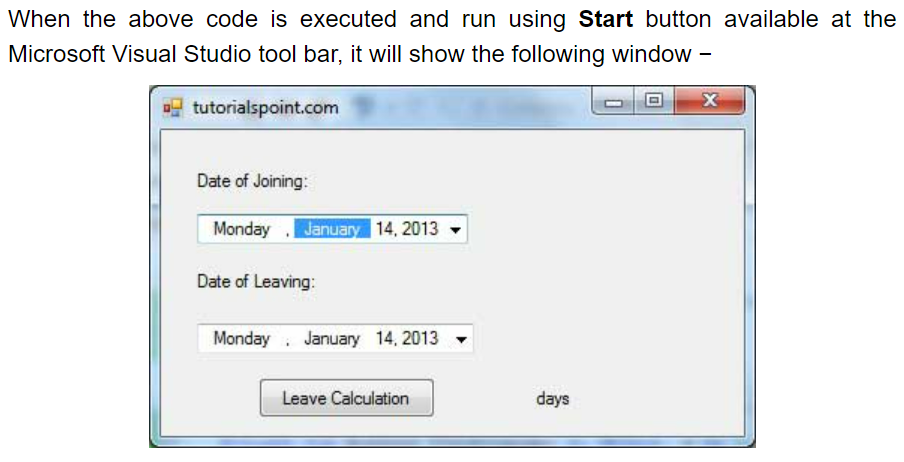 When the above code is executed and run using Start button available at the
Microsoft Visual Studio tool bar, it will show the following window −
tutorialspoint.com
Date of Joining:
Monday , January 14, 2013
Date of Leaving:
Monday , January 14, 2013
Leave Calculation days